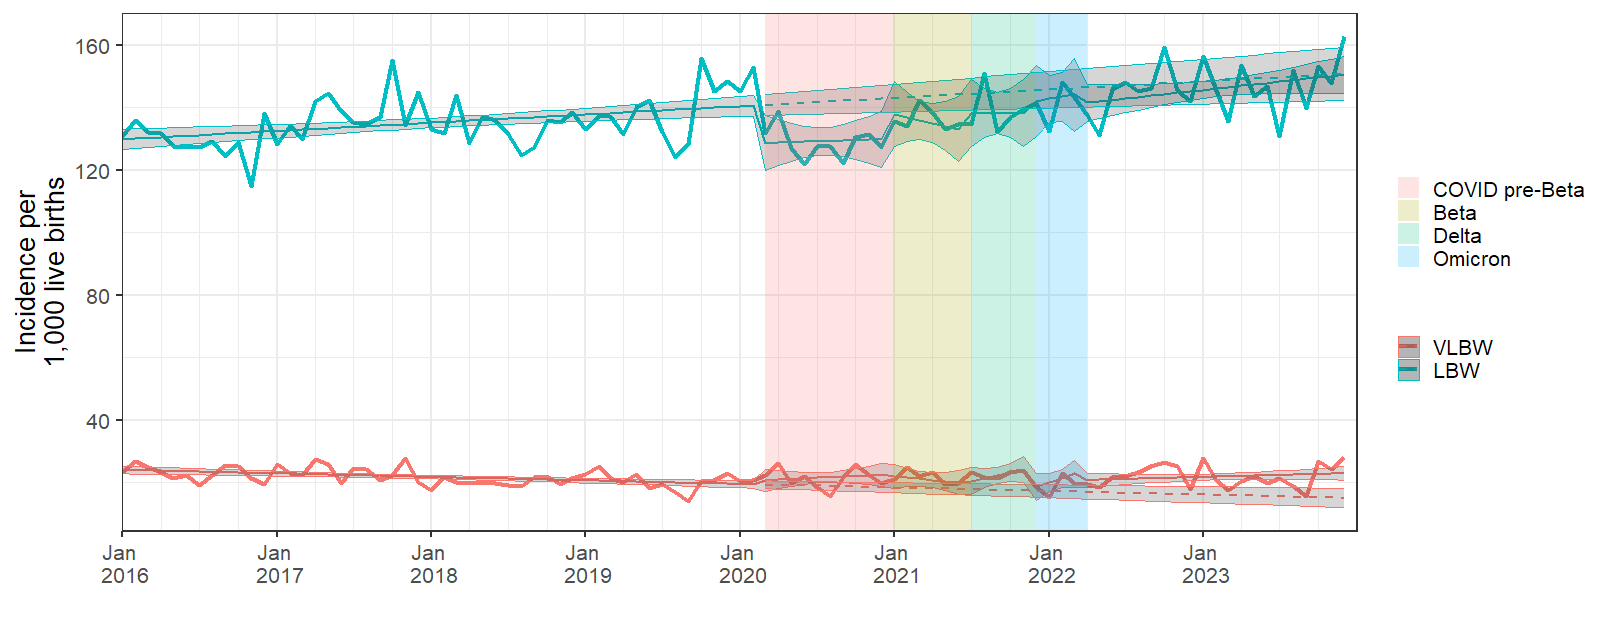 Incidence per
1,000 live births
160
120
80
40
Jan
2016
Jan
2017
Jan
2018
Jan
2019
Jan
2020
Jan
2021
Jan
2022
Jan
2023
COVID pre-Beta
Beta
Delta
Omicron
VLBW
LBW